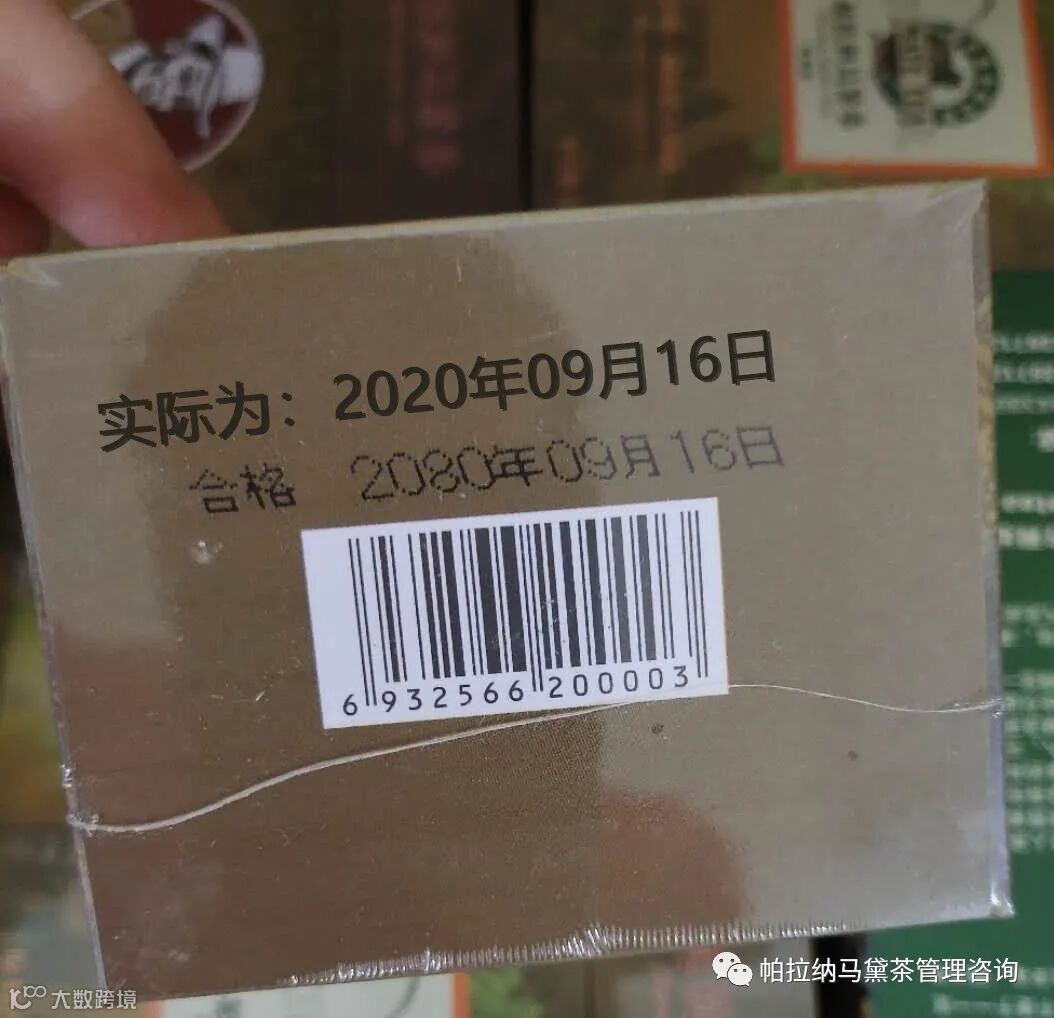 实际为：2020年09月16日
合格 2080年09月16日
6 932566 200003
帕拉纳马黛茶管理咨询
大数跨境